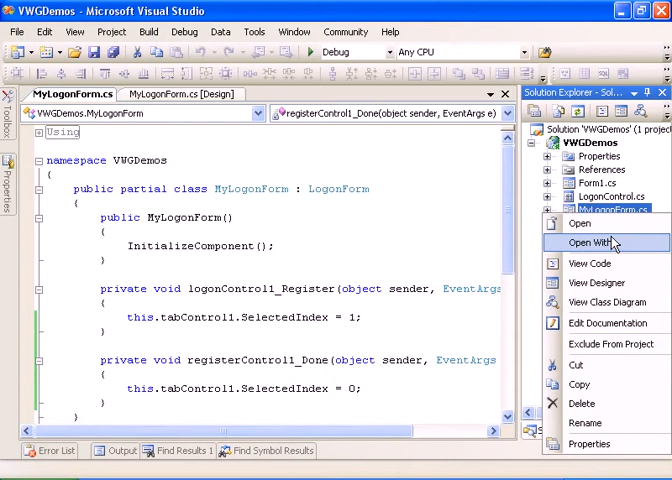 VWGDemos - Microsoft Visual Studio
File Edit View Project Build Debug Data Tools Window Community Help
Debug Any CPU
MyLogonForm.cs MyLogonForm.cs [Design]
VWGDemos.MyLogonForm registerControl1_Done(object sender, EventArgs e)
Using
namespace VWGDemos
{
public partial class MyLogonForm : LogonForm
{
public MyLogonForm()
{
InitializeComponent();
}
private void logonControl1_Register(object sender, EventArgs
{
this.tabControl1.SelectedIndex = 1;
}
private void registerControl1_Done(object sender, EventArgs
{
this.tabControl1.SelectedIndex = 0;
}
}
Toolbox
Properties
Solution Explorer - Sol...
Solution 'VWGDemos' (1 project
VWGDemos
Properties
References
Form1.cs
LogonControl.cs
MyLogonForm.cs
Open
Open With
View Code
View Designer
View Class Diagram
Edit Documentation
Exclude From Project
Cut
Copy
Delete
Rename
Properties
Error List Output Find Results 1 Find Symbol Results